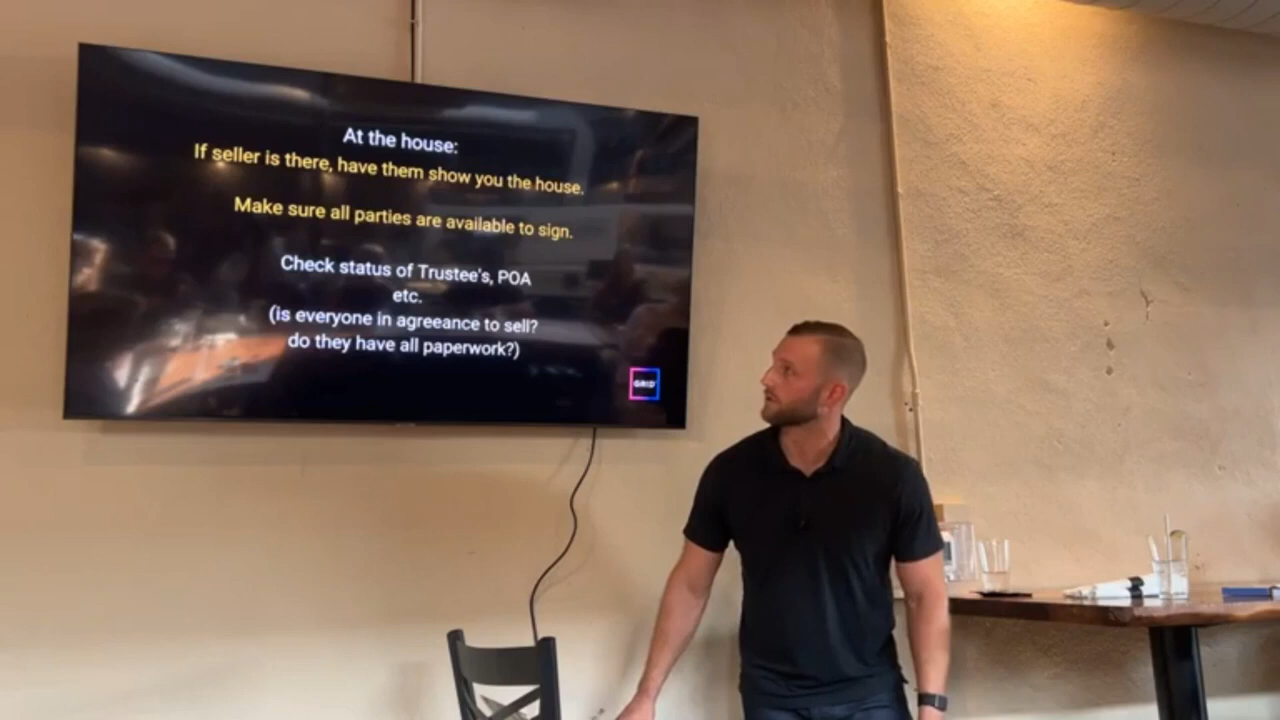 At the house:
If seller is there, have them show you the house.
Make sure all parties are available to sign.
Check status of Trustee's, POA
etc.
(is everyone in agreeance to sell?
do they have all paperwork?)
GRID